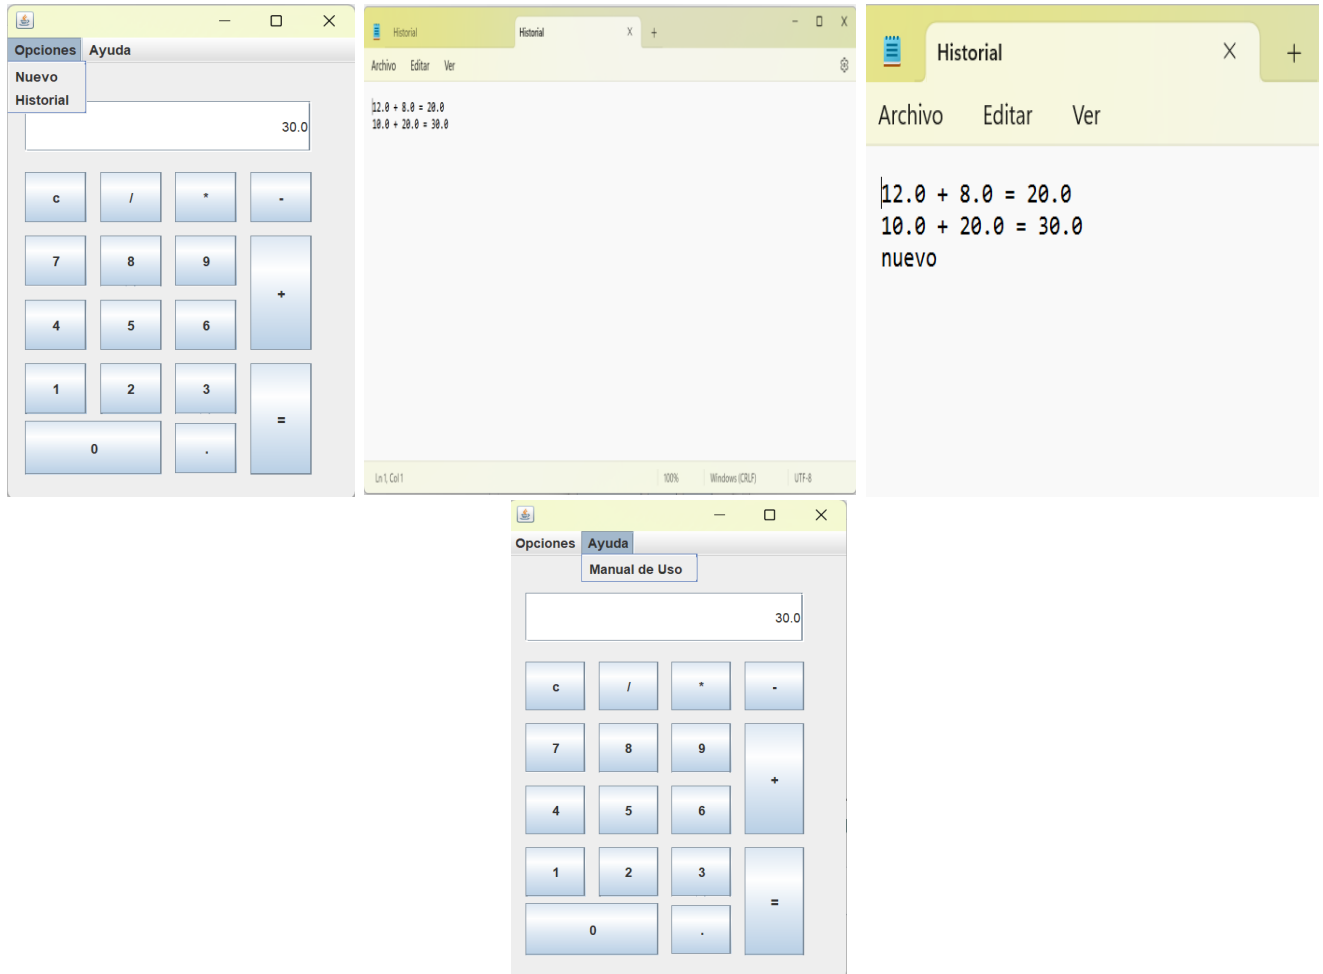 Opciones Ayuda
Nuevo
Historial
30.0
c / * -
7 8 9
+
4 5 6
1 2 3
=
0 .
Historial Historial X +
Archivo Editar Ver
12.0 + 8.0 = 20.0
10.0 + 20.0 = 30.0
Ln 1, Col 1 100% Windows (CRLF) UTF-8
Historial X +
Archivo Editar Ver
12.0 + 8.0 = 20.0
10.0 + 20.0 = 30.0
nuevo
Opciones Ayuda
Manual de Uso
30.0
c / * -
7 8 9
+
4 5 6
1 2 3
=
0 .